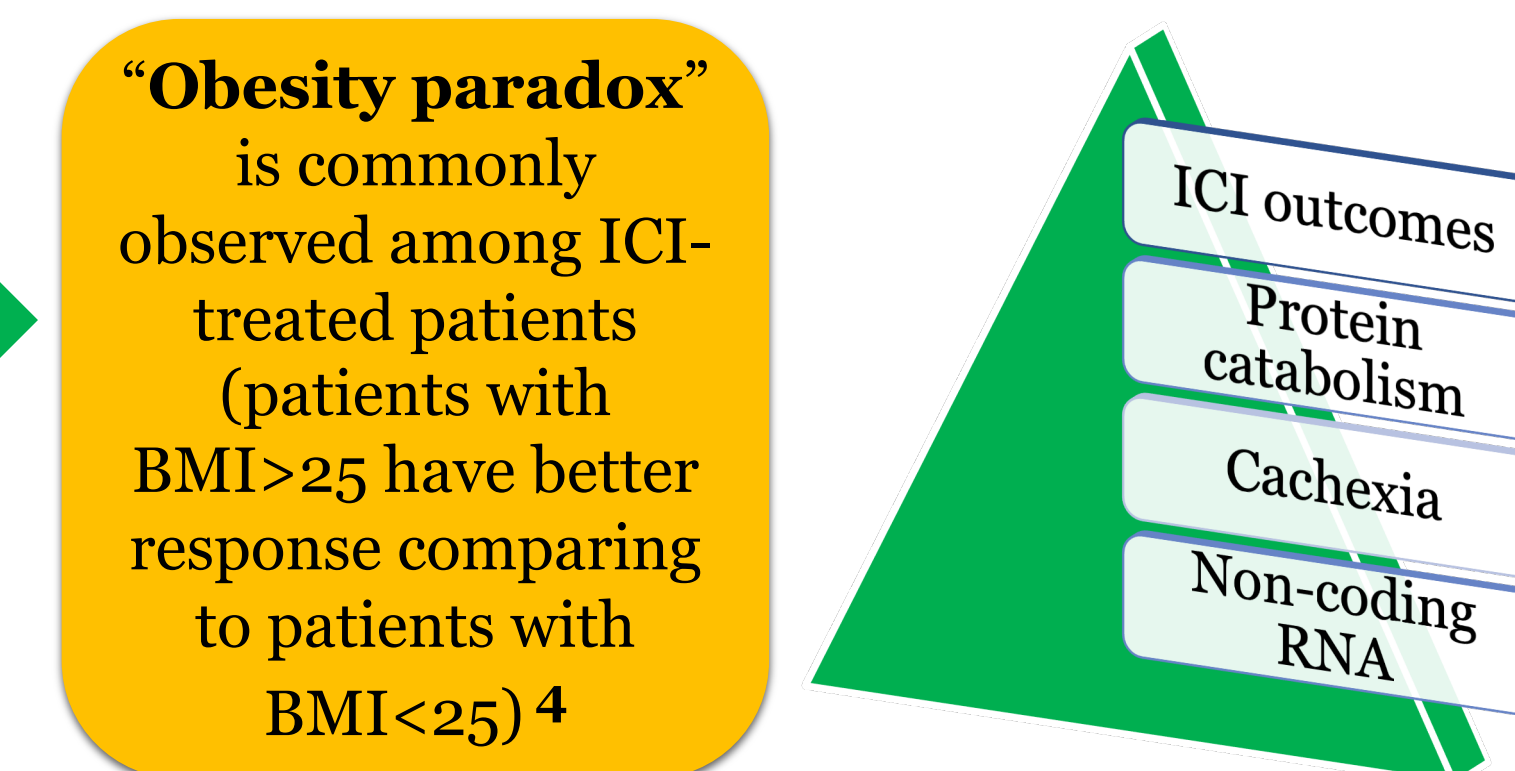 “Obesity paradox”
is commonly
observed among ICI-
treated patients
(patients with
BMI>25 have better
response comparing
to patients with
BMI<25) 4
ICI outcomes
Protein
catabolism
Cachexia
Non-coding
RNA